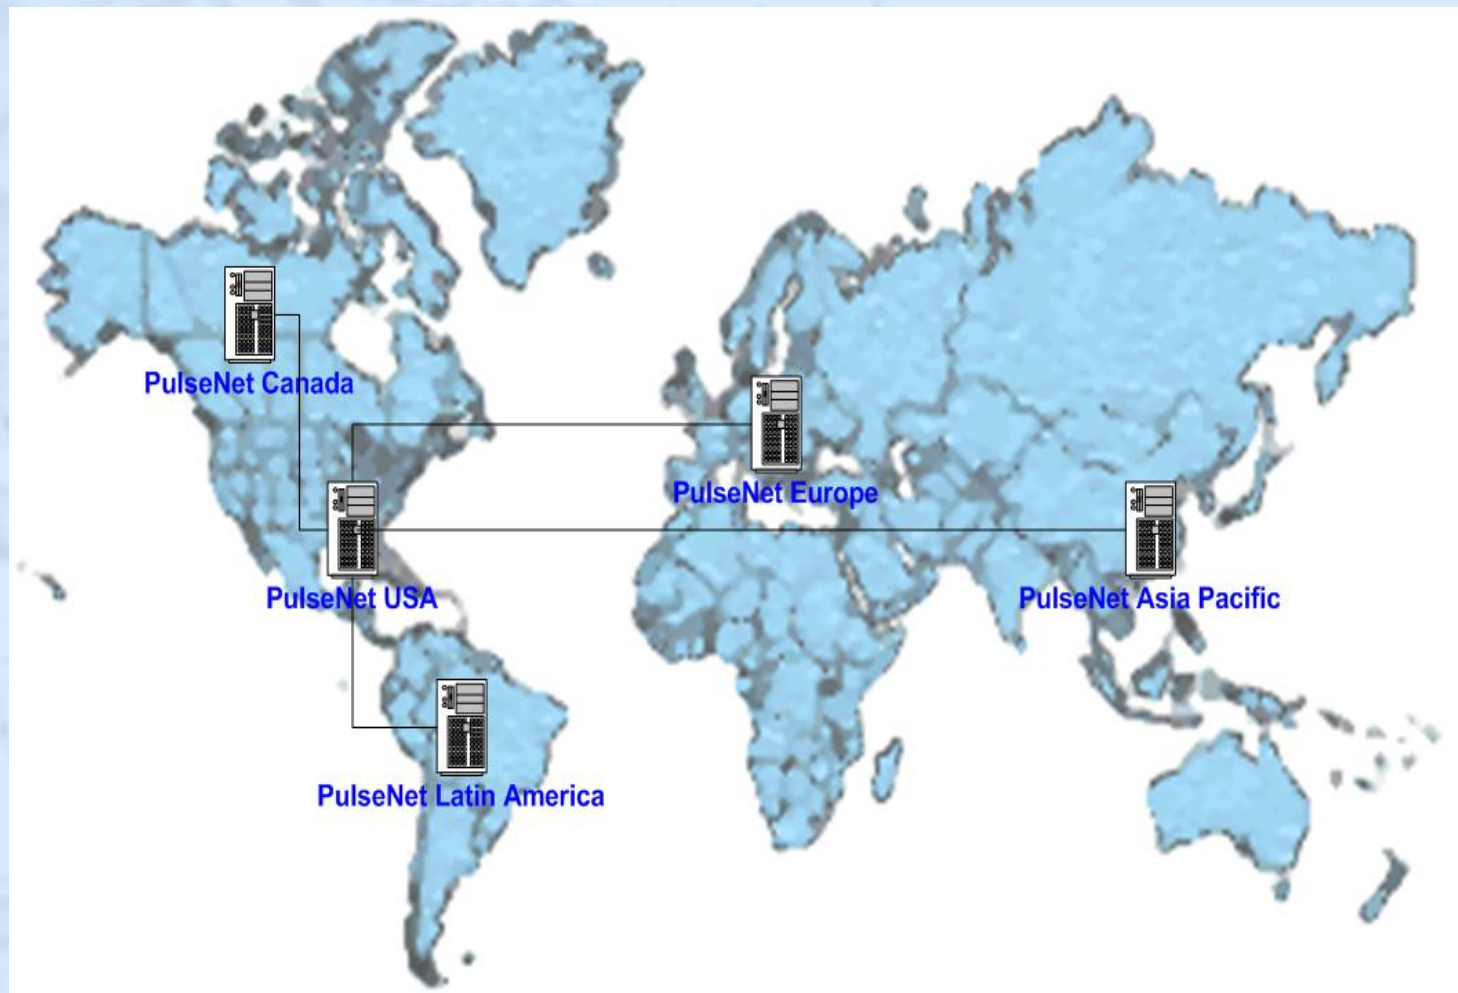 PulseNet Canada
PulseNet Europe
PulseNet USA
PulseNet Asia Pacific
PulseNet Latin America